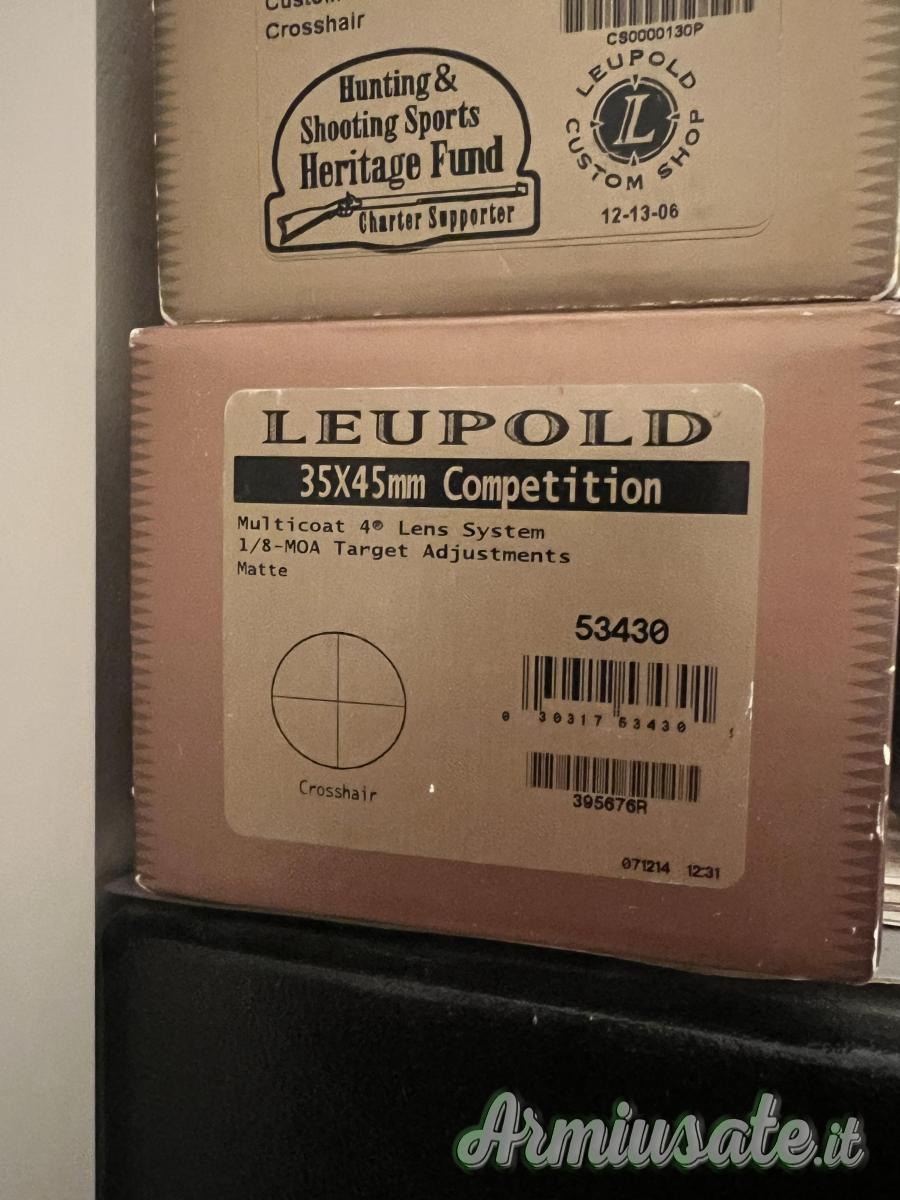 Custom
Crosshair
CS0000130P
Hunting &
Shooting Sports
Heritage Fund
Charter Supporter
LEUPOLD
L
CUSTOM SHOP
12-13-06
LEUPOLD
35X45mm Competition
Multicoat 4® Lens System
1/8-MOA Target Adjustments
Matte
53430
0 30317 53430
Crosshair
395676R
071214 12:31
Armiusate.it